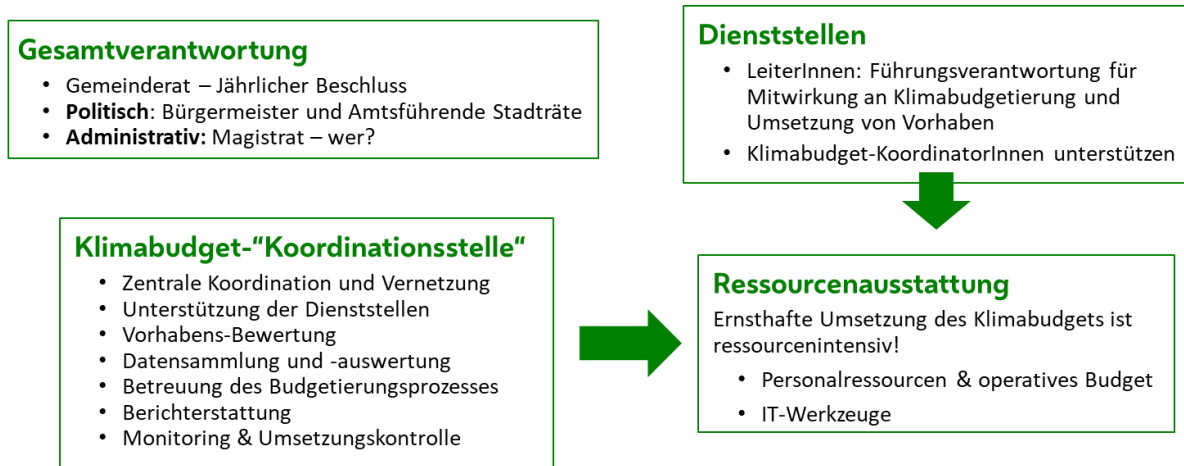 Gesamtverantwortung
• Gemeinderat – Jährlicher Beschluss
• Politisch: Bürgermeister und Amtsführende Stadträte
• Administrativ: Magistrat – wer?
Dienststellen
• LeiterInnen: Führungsverantwortung für
Mitwirkung an Klimabudgetierung und
Umsetzung von Vorhaben
• Klimabudget-KoordinatorInnen unterstützen
Klimabudget-“Koordinationsstelle“
• Zentrale Koordination und Vernetzung
• Unterstützung der Dienststellen
• Vorhabens-Bewertung
• Datensammlung und -auswertung
• Betreuung des Budgetierungsprozesses
• Berichterstattung
• Monitoring & Umsetzungskontrolle
Ressourcenausstattung
Ernsthafte Umsetzung des Klimabudgets ist
ressourcenintensiv!
• Personalressourcen & operatives Budget
• IT-Werkzeuge